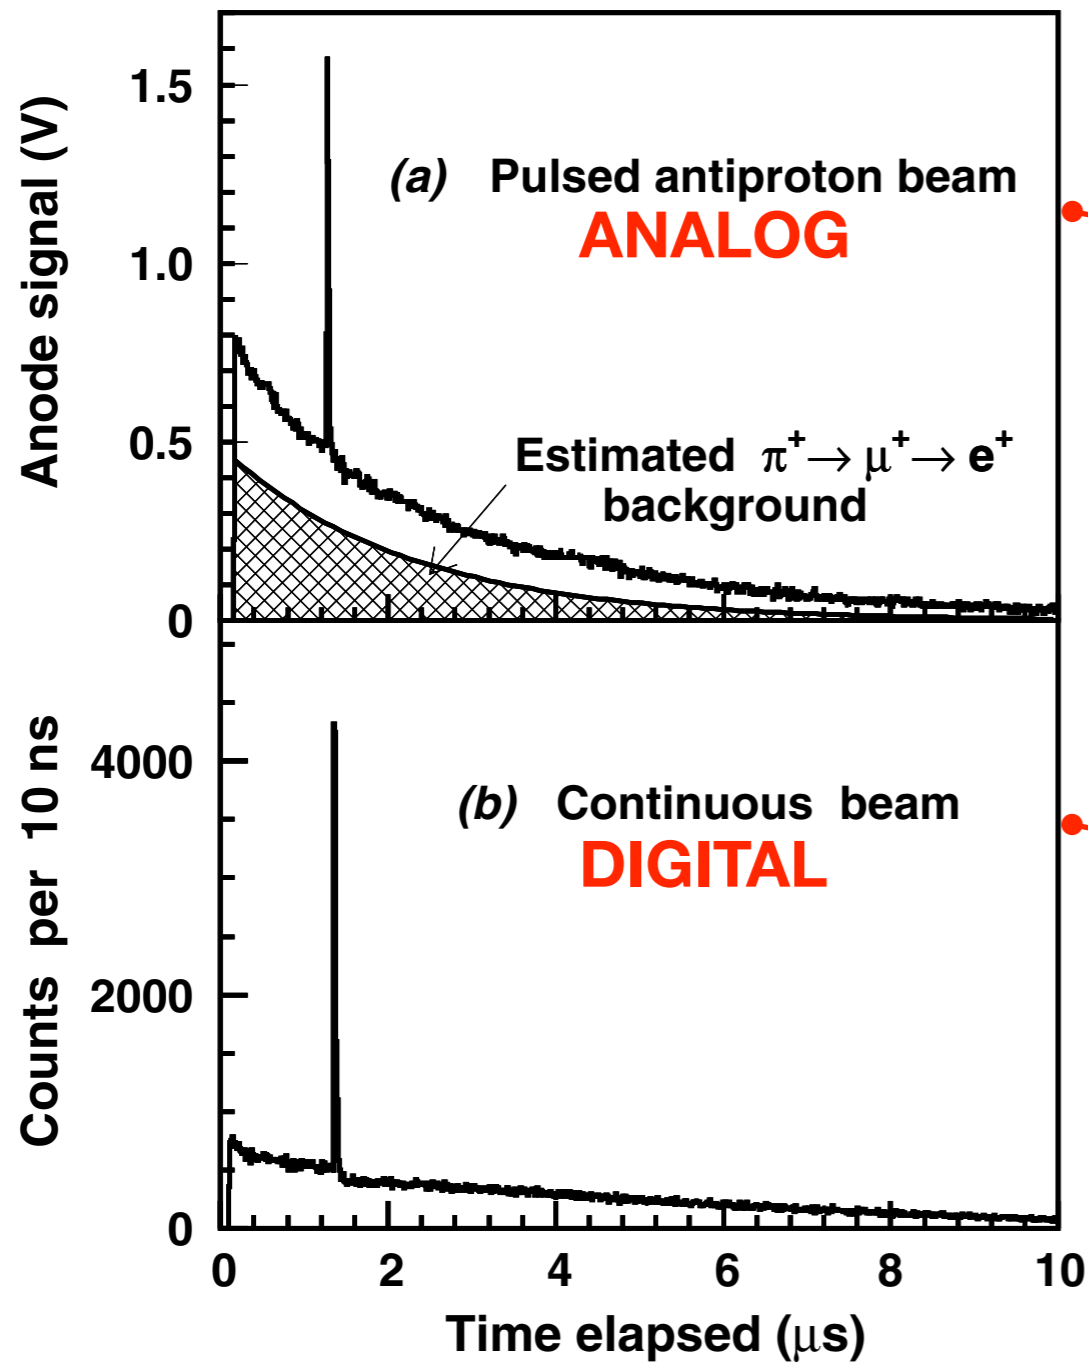 Anode signal (V)
1.5
1.0
0.5
0
(a) Pulsed antiproton beam
ANALOG
Estimated π⁺→ μ⁺→ e⁺
background
Counts per 10 ns
4000
2000
0
(b) Continuous beam
DIGITAL
0 2 4 6 8 10
Time elapsed (μs)